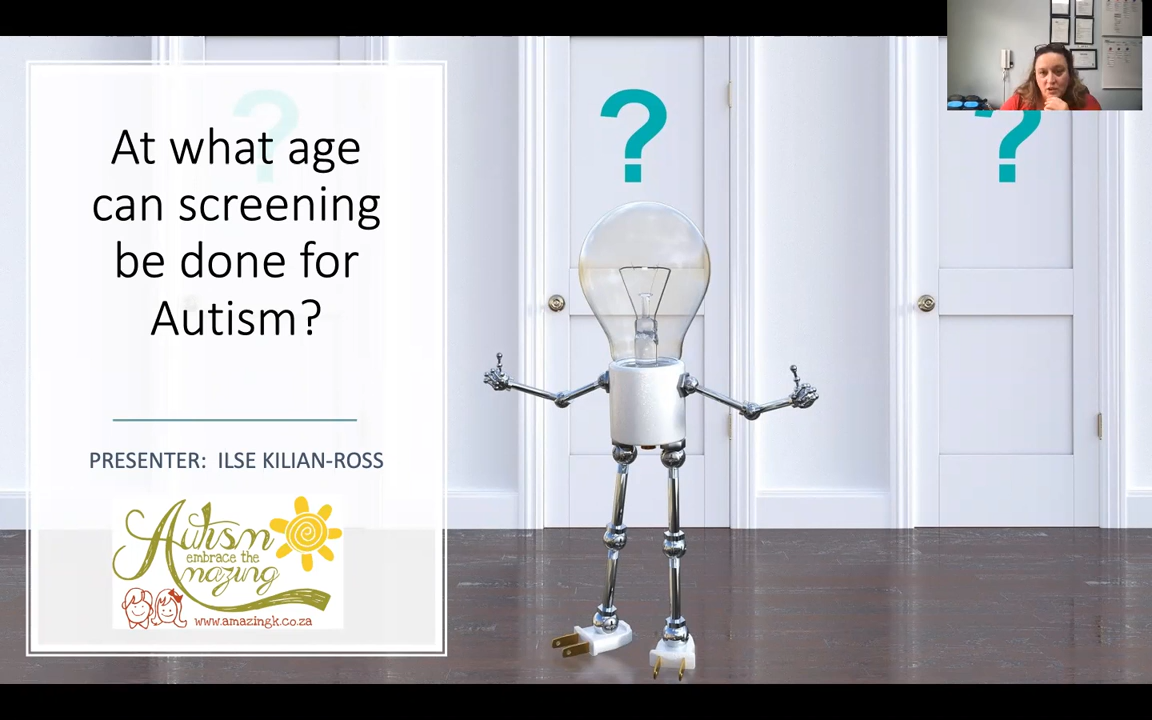 At what age
can screening
be done for
Autism?
PRESENTER: ILSE KILIAN-ROSS
Autism
embrace the
Amazing
www.amazingk.co.za
?
?
?